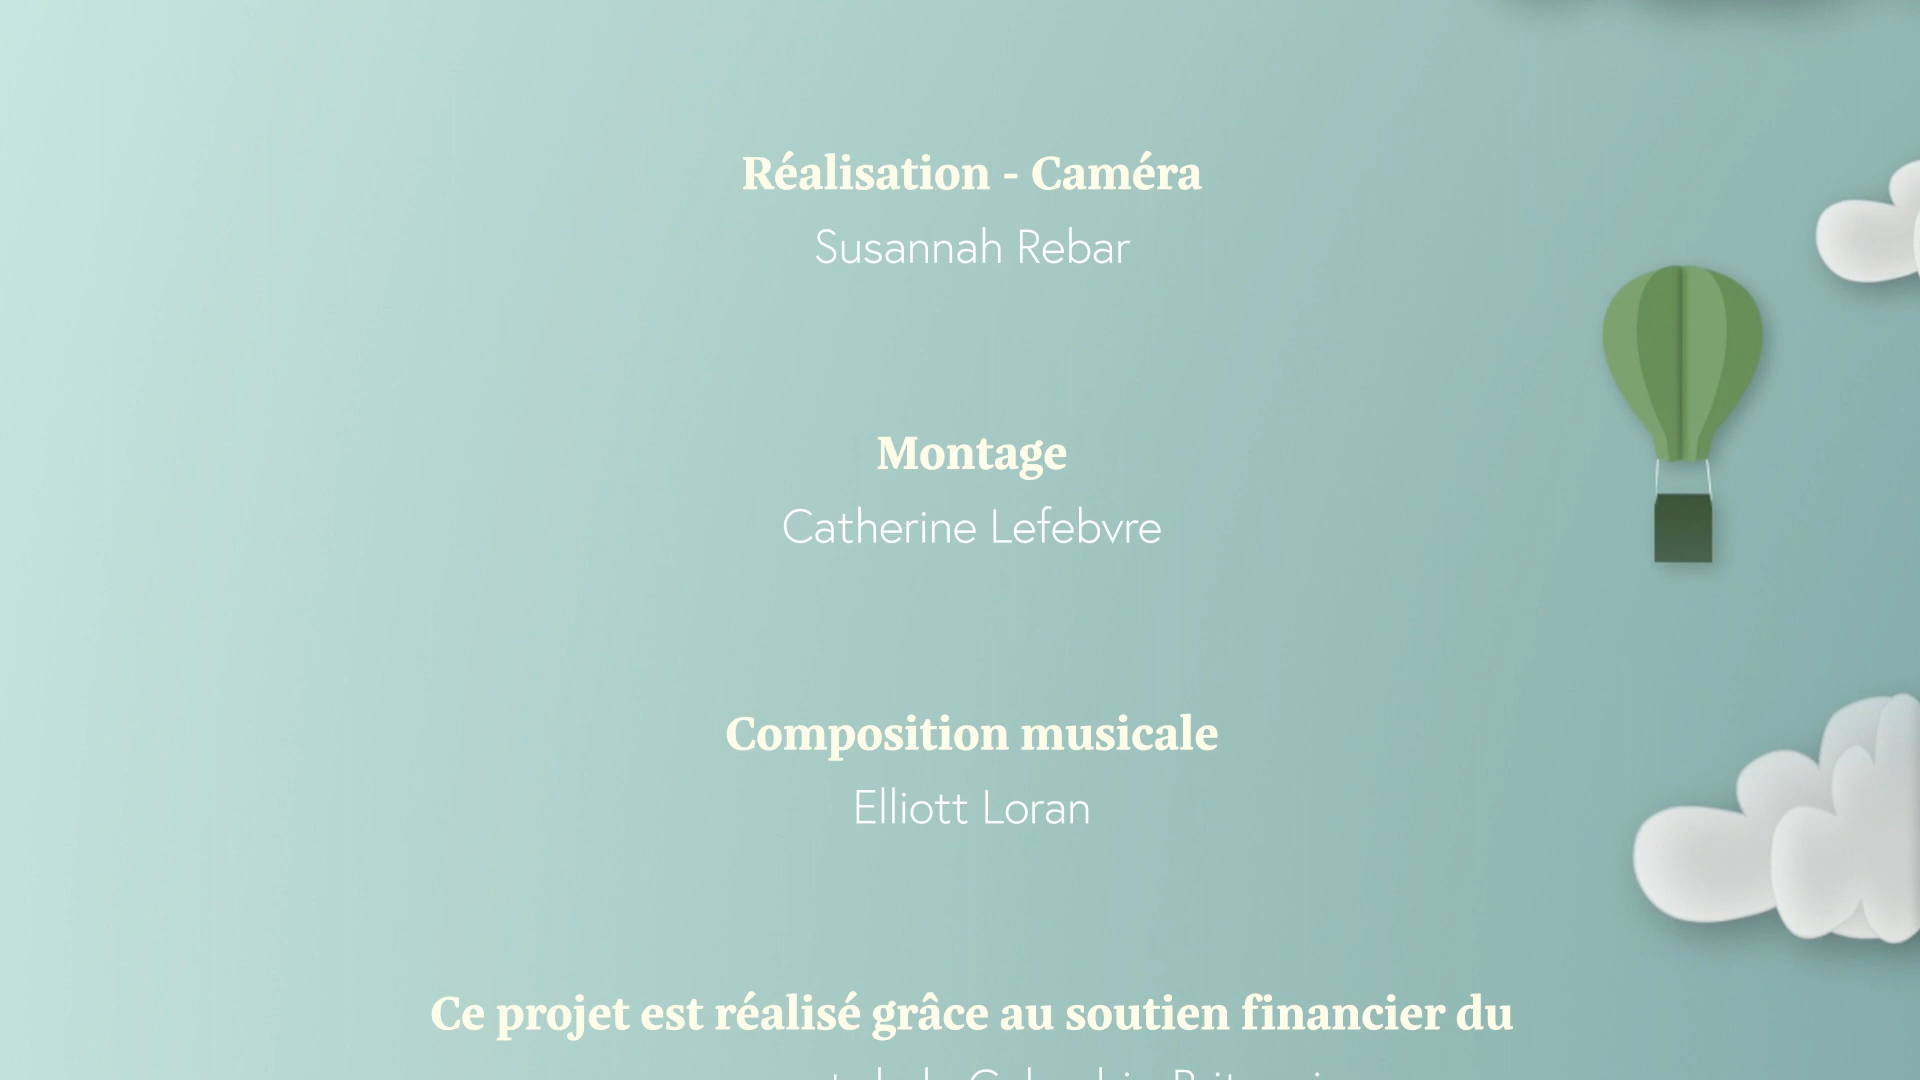 Réalisation - Caméra
Susannah Rebar
Montage
Catherine Lefebvre
Composition musicale
Elliott Loran
Ce projet est réalisé grâce au soutien financier du